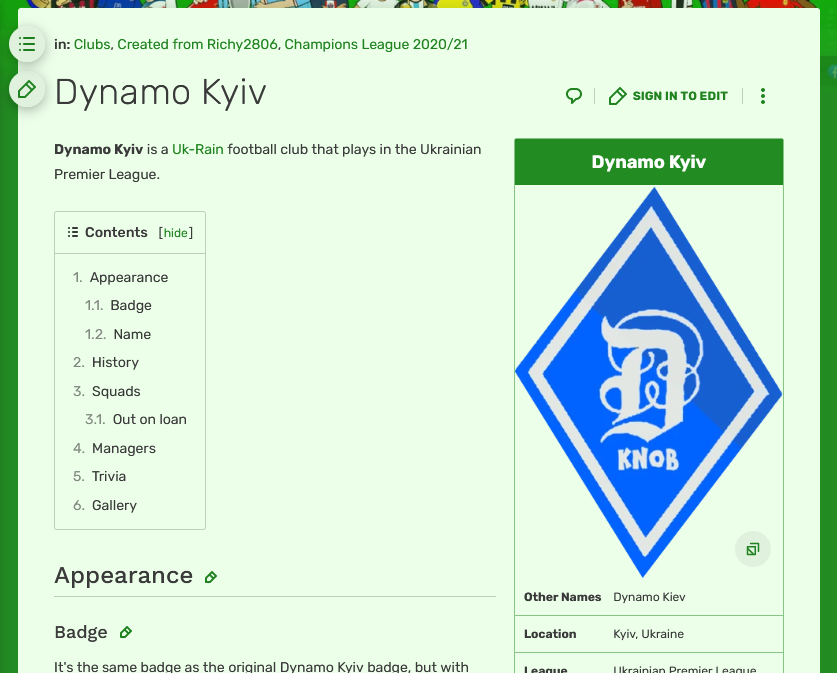 in: Clubs, Created from Richy2806, Champions League 2020/21
Dynamo Kyiv
SIGN IN TO EDIT
Dynamo Kyiv is a Uk-Rain football club that plays in the Ukrainian
Premier League.
Contents [hide]
1. Appearance
1.1. Badge
1.2. Name
2. History
3. Squads
3.1. Out on loan
4. Managers
5. Trivia
6. Gallery
Appearance
Badge
It's the same badge as the original Dynamo Kyiv badge, but with
Dynamo Kyiv
D
KNOB
Other Names Dynamo Kiev
Location Kyiv, Ukraine
League Ukrainian Premier League